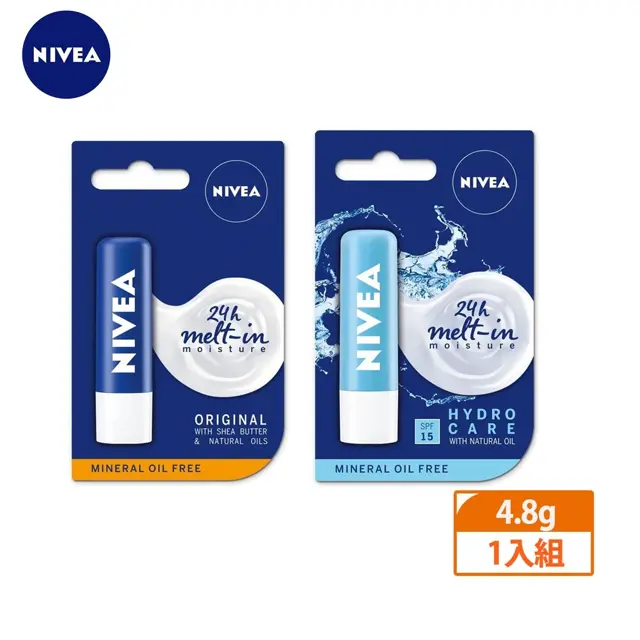 NIVEA
NIVEA
NIVEA
24h
melt-in
moisture
ORIGINAL
WITH SHEA BUTTER
& NATURAL OILS
MINERAL OIL FREE
NIVEA
NIVEA
24h
melt-in
moisture
SPF
15
HYDRO
CARE
WITH NATURAL OIL
MINERAL OIL FREE
4.8g
1入組